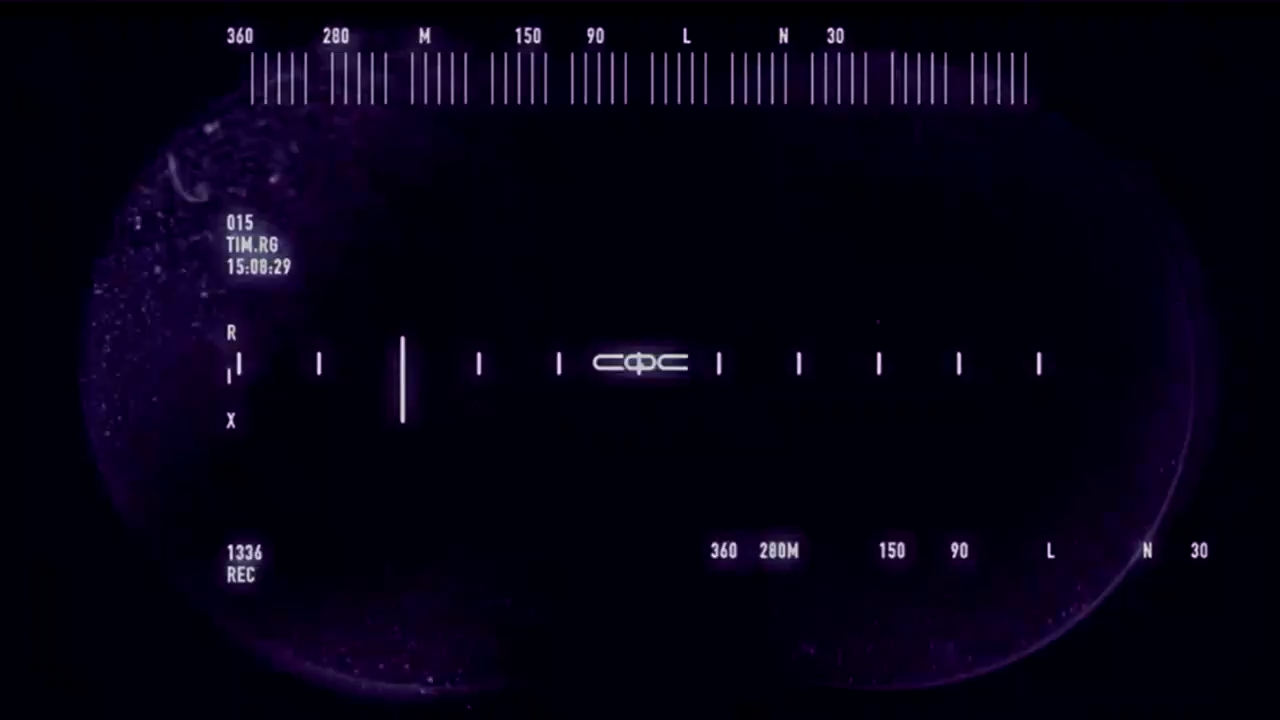 360 280 M 150 90 L N 30
015
TIM.RG
15:08:29
R
I
X
СФС
1336
REC
360 280M 150 90 L N 30